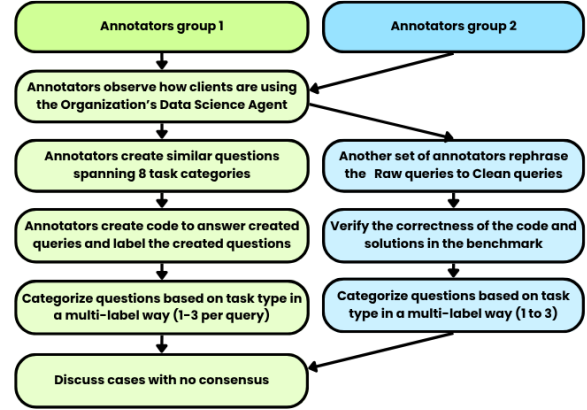 Annotators group 1
Annotators group 2
Annotators observe how clients are using
the Organization's Data Science Agent
Annotators create similar questions
spanning 8 task categories
Another set of annotators rephrase
the Raw queries to Clean queries
Annotators create code to answer created
queries and label the created questions
Verify the correctness of the code and
solutions in the benchmark
Categorize questions based on task type in
a multi-label way (1-3 per query)
Categorize questions based on task
type in a multi-label way (1 to 3)
Discuss cases with no consensus